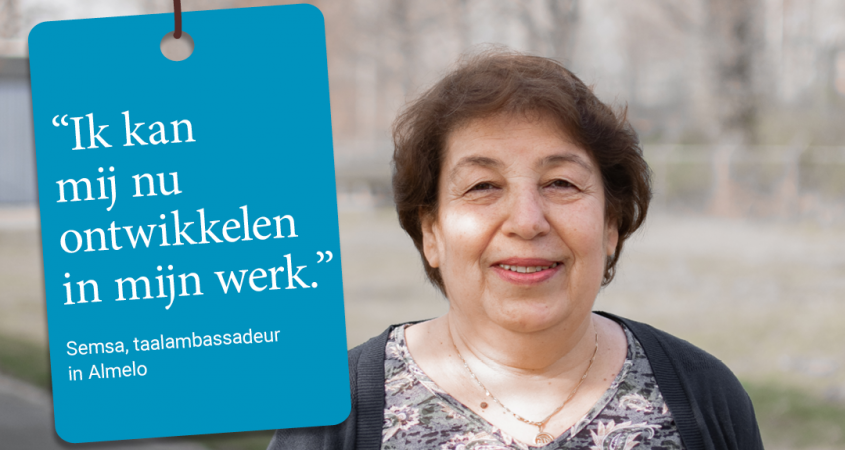 “Ik kan
mij nu
ontwikkelen
in mijn werk.”
Semsa, taalambassadeur
in Almelo